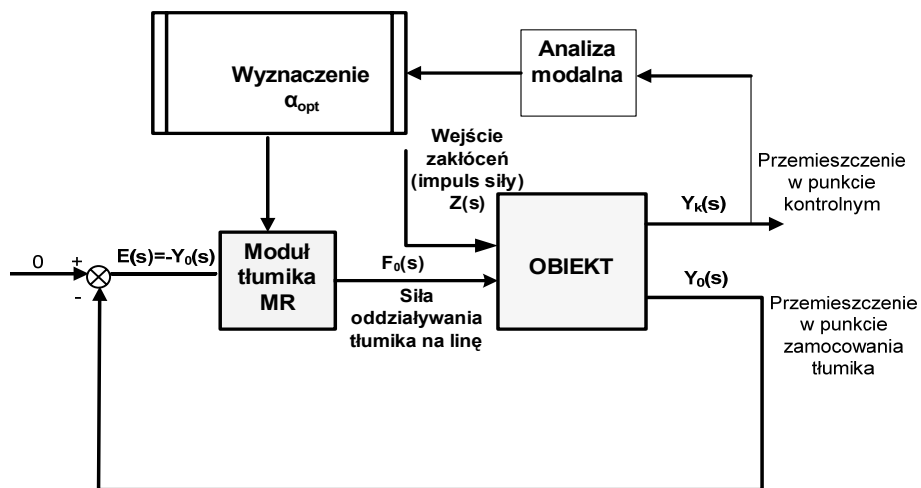 Wyznaczenie
αopt
Analiza
modalna
Wejście
zakłóceń
(impuls siły)
Z(s)
Przemieszczenie
w punkcie
kontrolnym
Yk(s)
0
+
-
E(s)=-Y0(s)
Moduł
tłumika
MR
F0(s)
Siła
oddziaływania
tłumika na linę
OBIEKT
Y0(s)
Przemieszczenie
w punkcie
zamocowania
tłumika